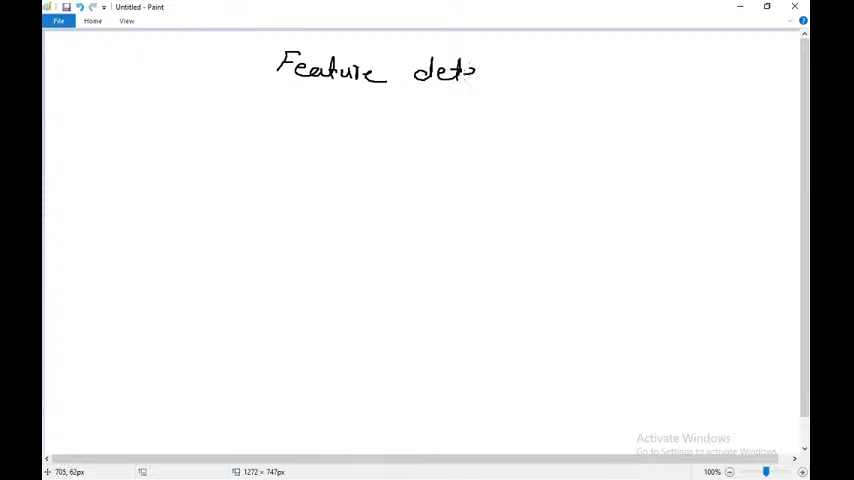 Untitled - Paint
File Home View
Feature dete
Activate Windows
Go to Settings to activate Windows.
705, 62px
1272 × 747px
100%